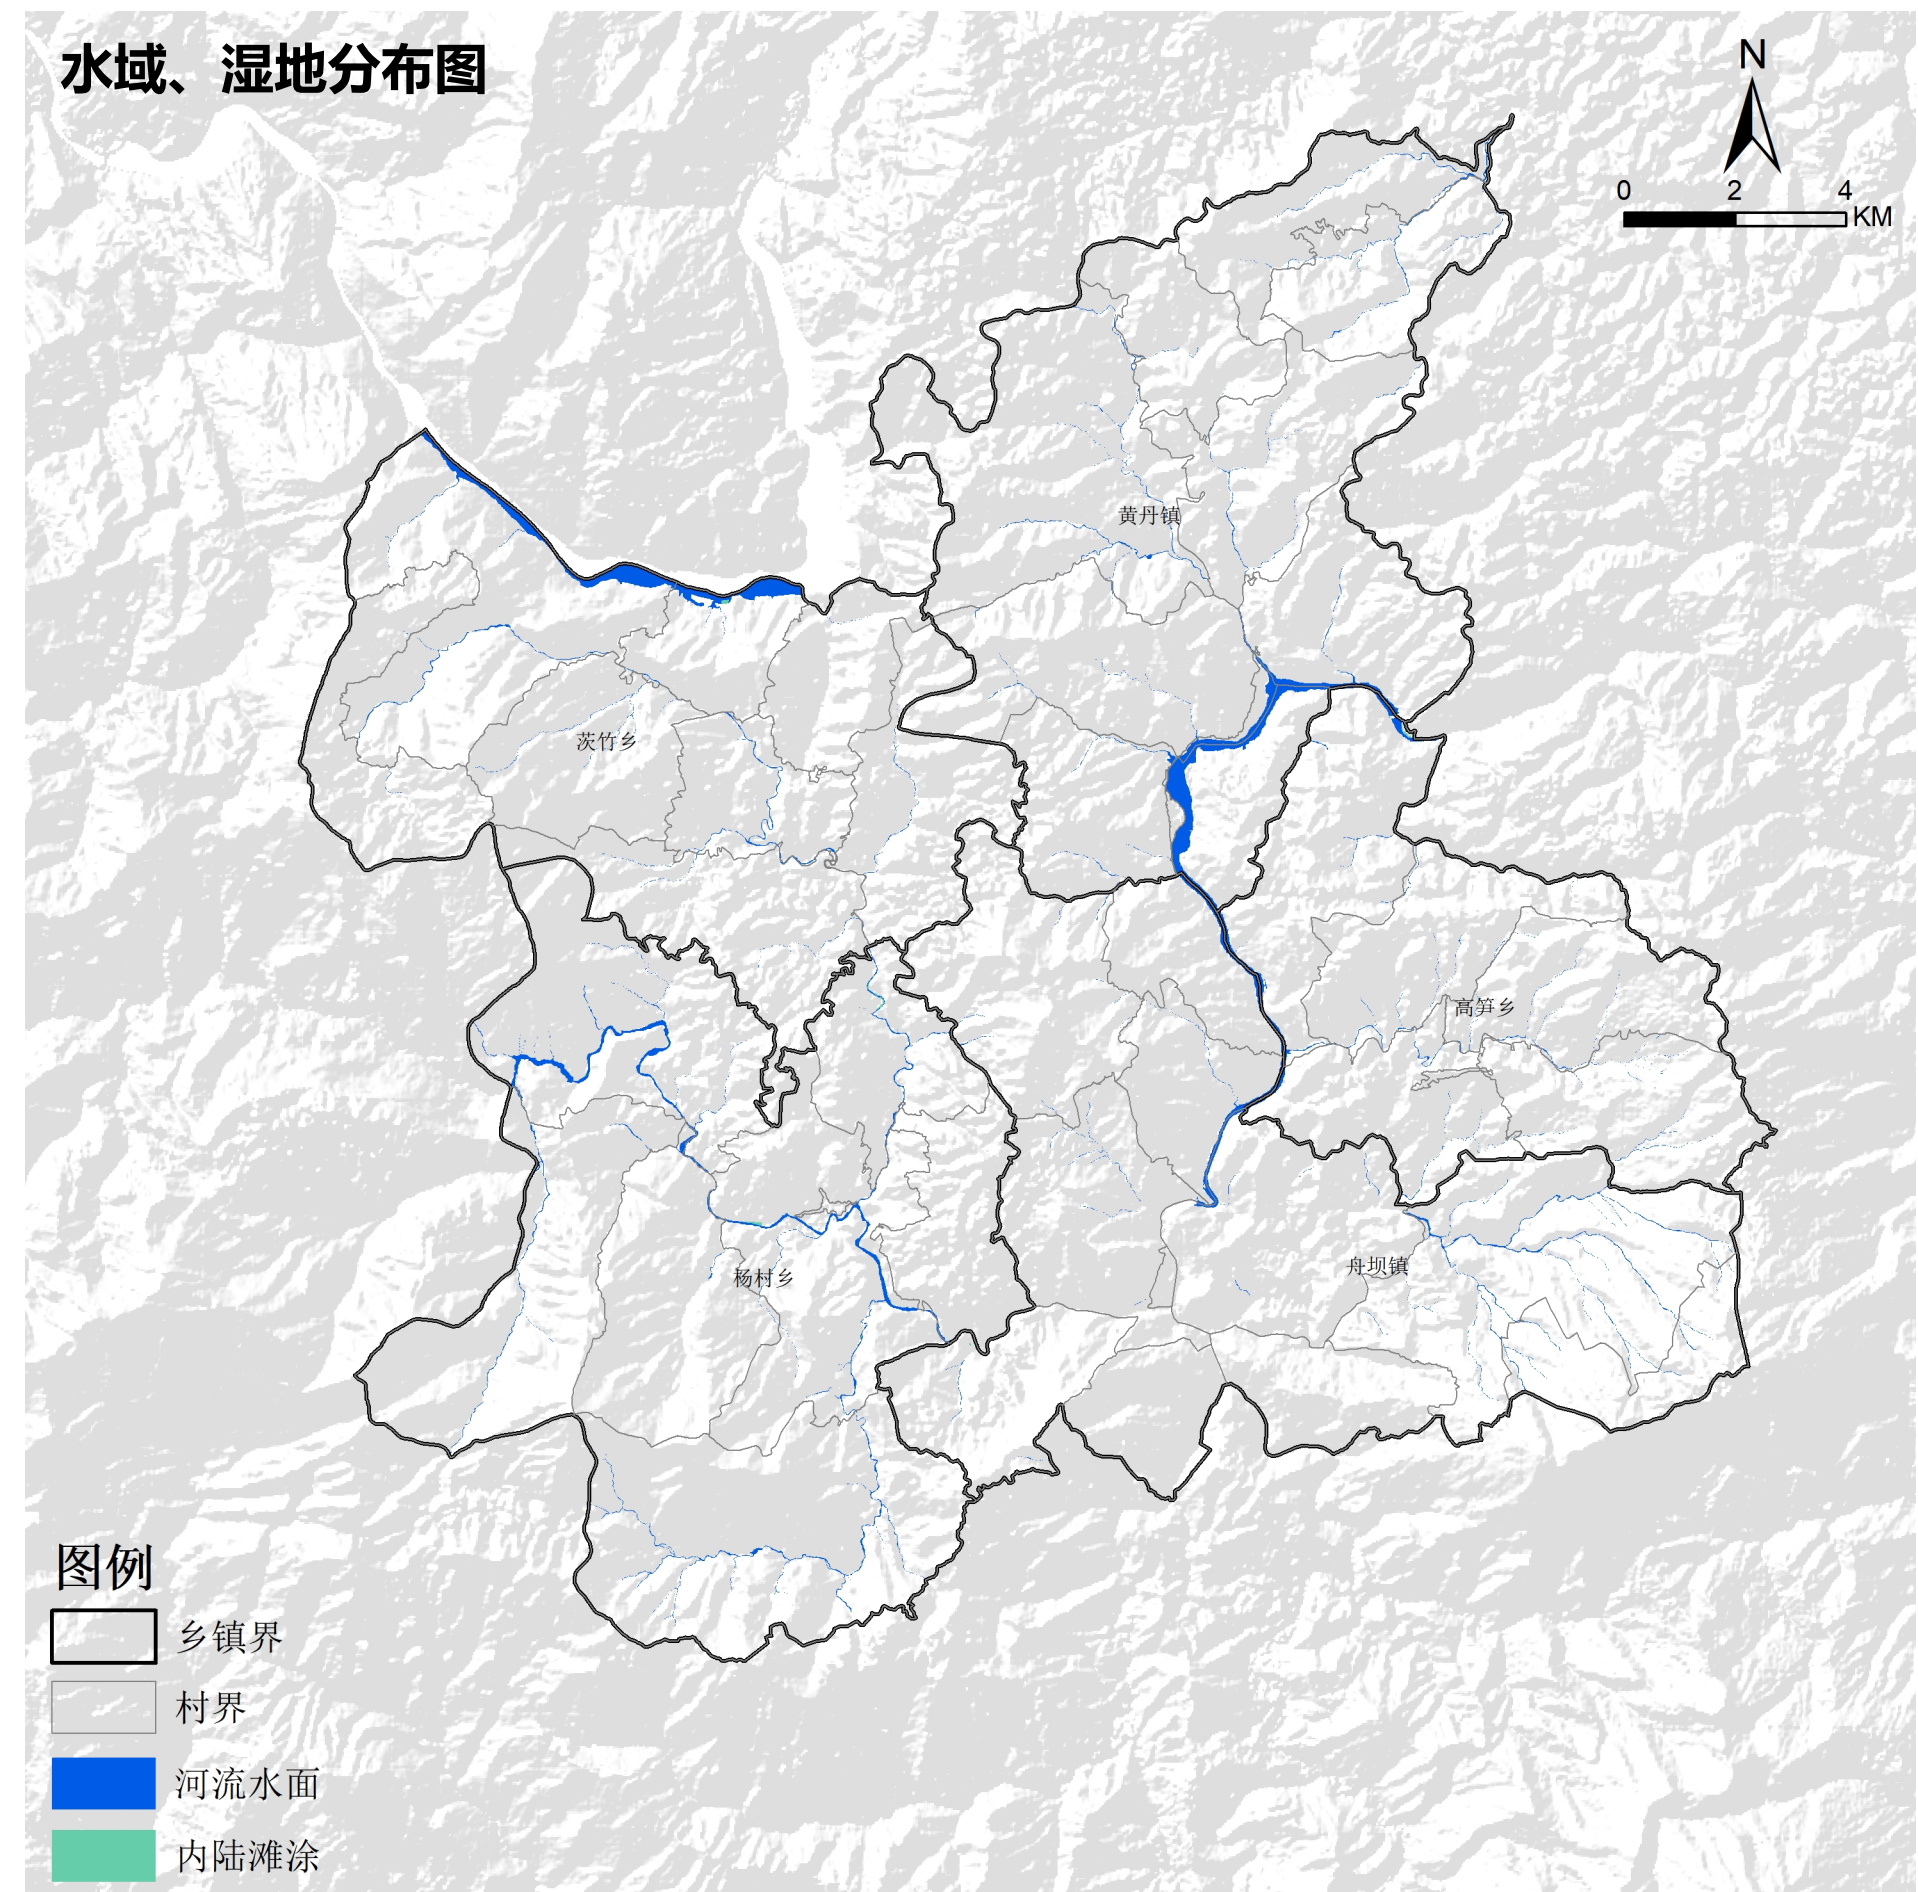 水域、湿地分布图
N
0 2 4
KM
黄丹镇
茨竹乡
高笋乡
舟坝镇
杨村乡
图例
乡镇界
村界
河流水面
内陆滩涂